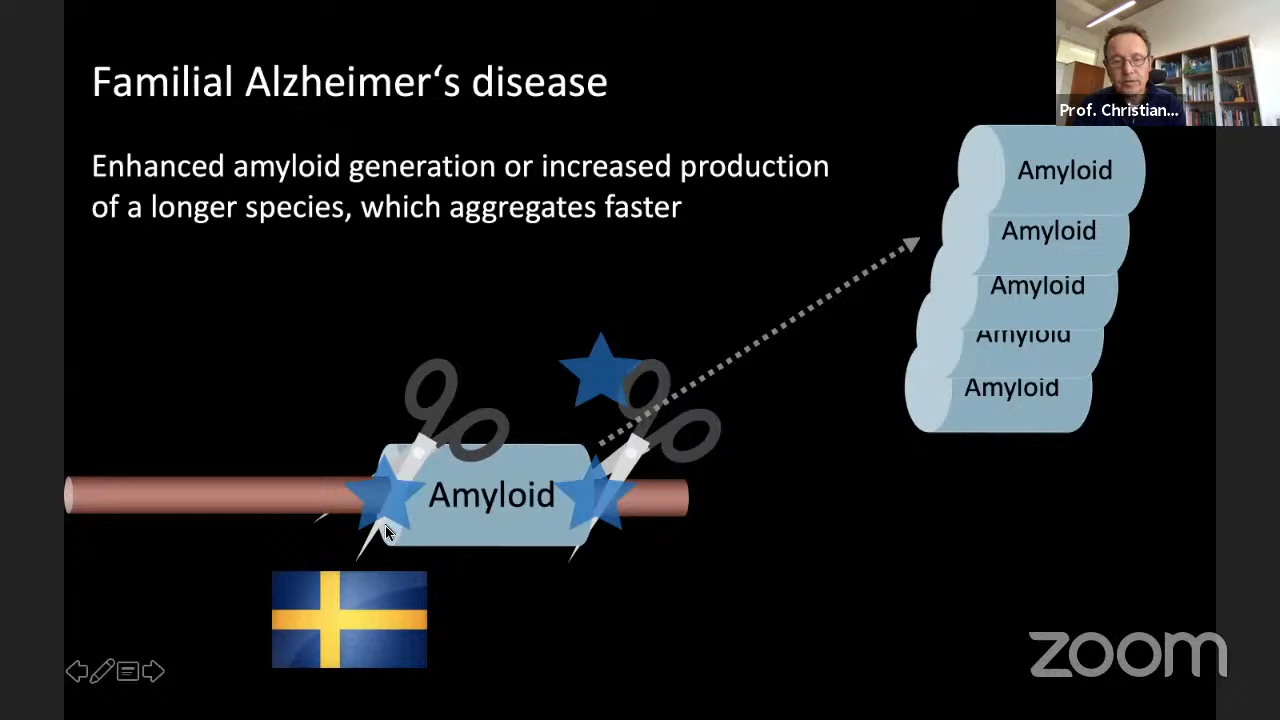 Familial Alzheimer‘s disease
Prof. Christian...
Enhanced amyloid generation or increased production
of a longer species, which aggregates faster
Amyloid
Amyloid
Amyloid
Amyloid
Amyloid
Amyloid
zoom